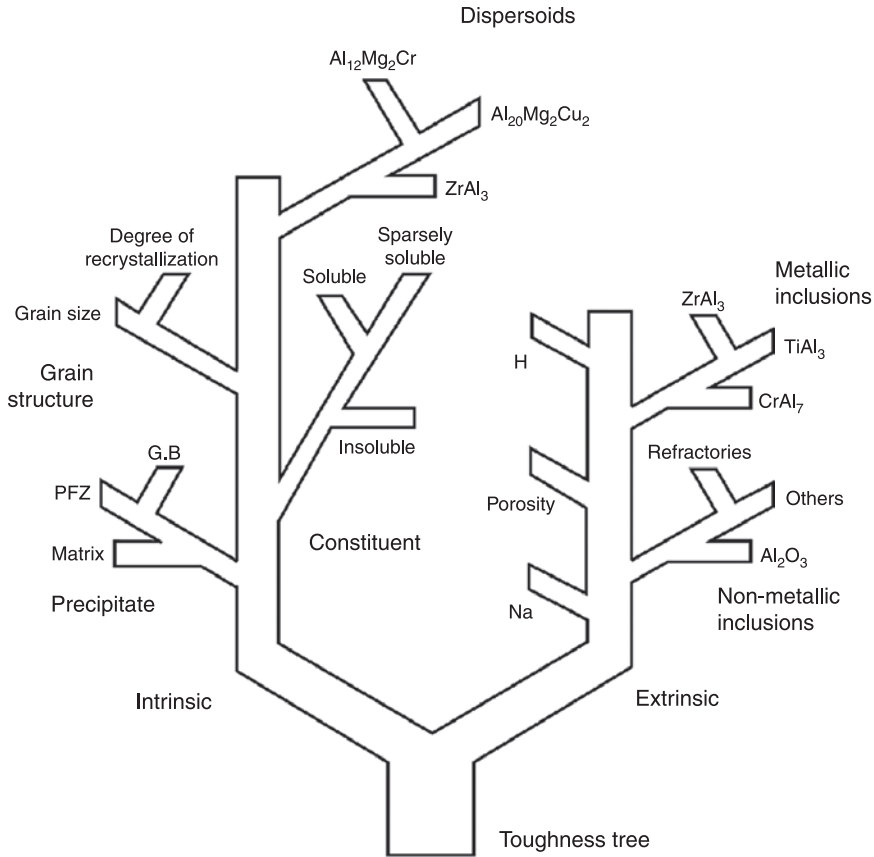 Dispersoids
Al₁₂Mg₂Cr
Al₂₀Mg₂Cu₂
ZrAl₃
Degree of
recrystallization
Sparsely
soluble
Soluble
Metallic
inclusions
ZrAl₃
Grain size
TiAl₃
H
Grain
structure
CrAl₇
Insoluble
G.B
Refractories
PFZ
Porosity
Others
Matrix
Constituent
Al₂O₃
Precipitate
Na
Non-metallic
inclusions
Intrinsic
Extrinsic
Toughness tree